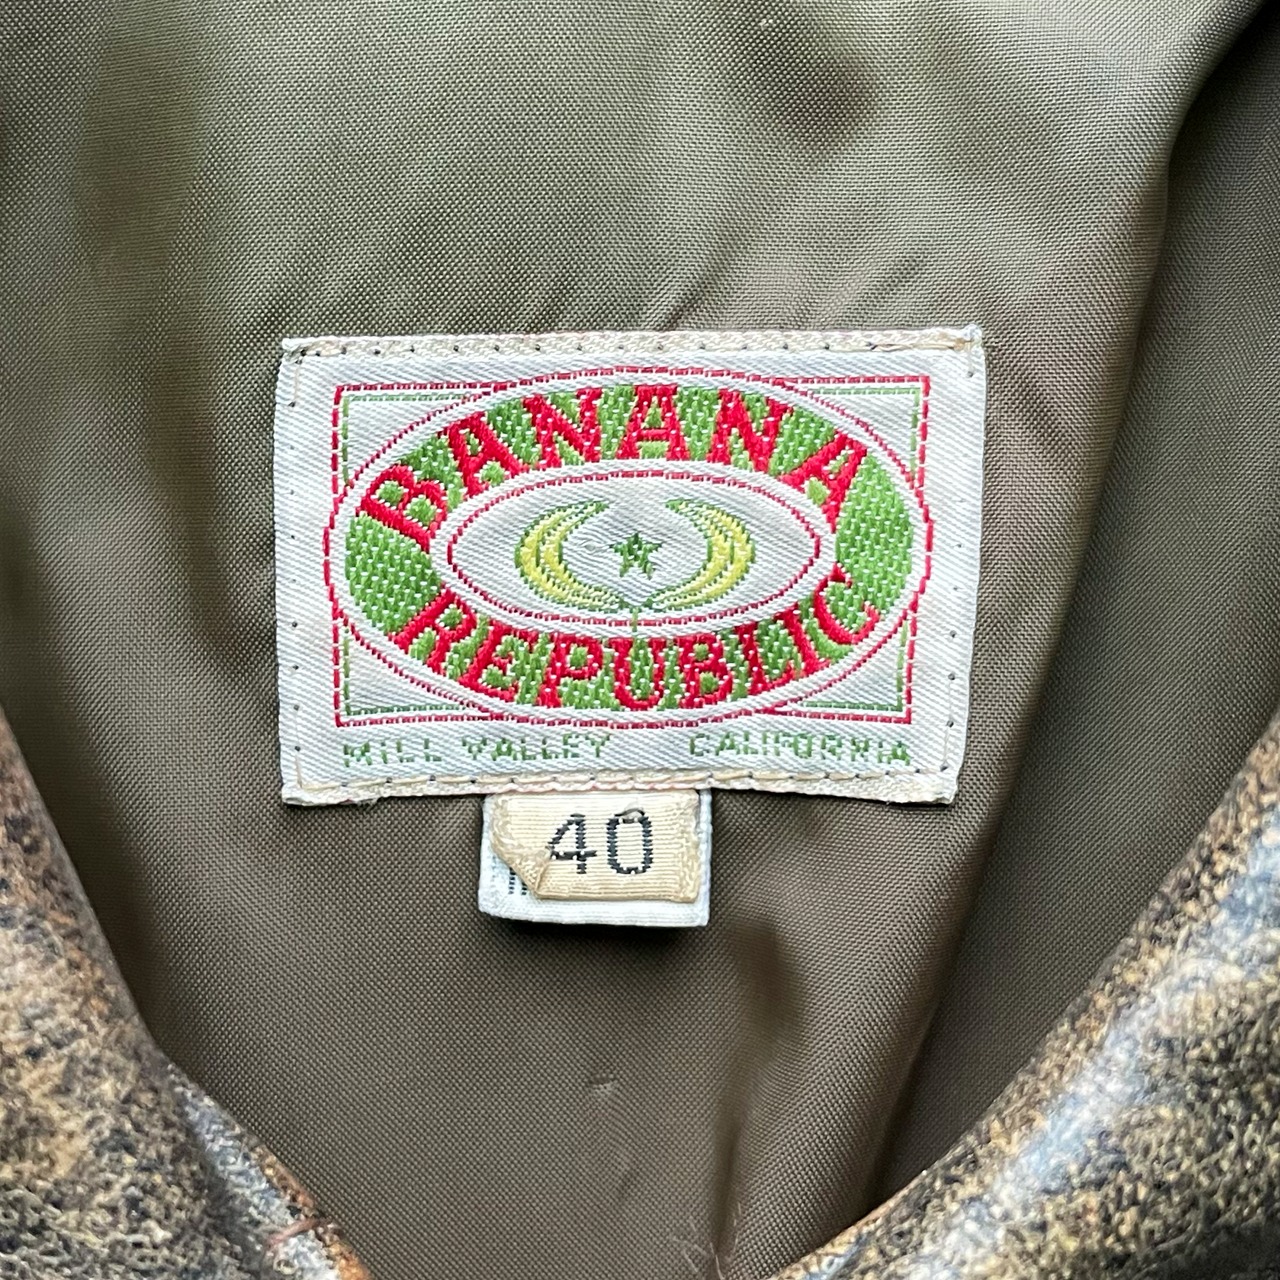 BANANA
REPUBLIC
MILL VALLEY CALIFORNIA
40